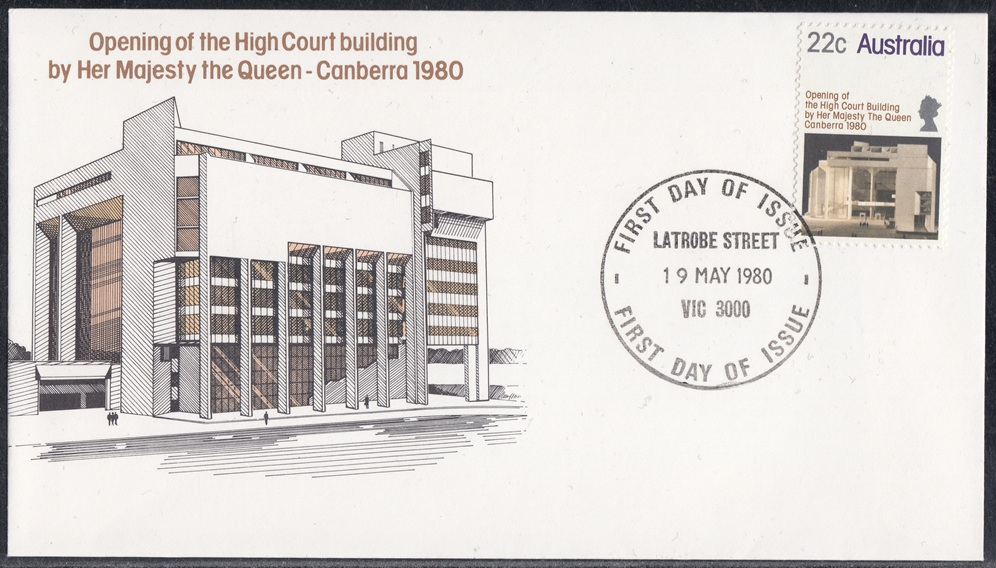 Opening of the High Court building
by Her Majesty the Queen - Canberra 1980
22c Australia
Opening of
the High Court Building
by Her Majesty The Queen
Canberra 1980
FIRST DAY OF ISSUE
LATROBE STREET
19 MAY 1980
VIC 3000
FIRST DAY OF ISSUE